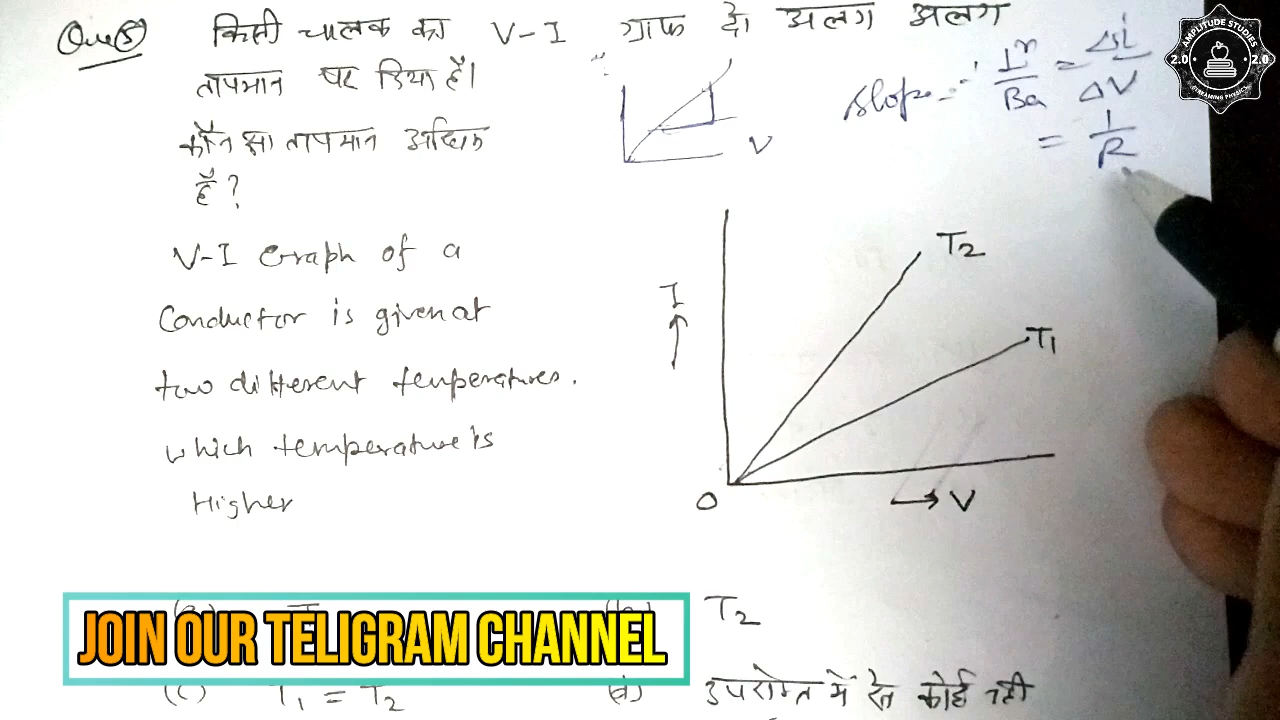 Que(5) किसी चालक का V-I ग्राफ दो अलग अलग
तापमान पर दिया है।
कौन सा तापमान अधिक
है ?
V-I Graph of a
Conductor is given at
two different temperatures.
which temperature is
Higher
V
slope = = Δi / ΔV
= 1/R
AMPLITUDE STUDIES
2.0 2.0
I
T2
T1
O
V
JOIN OUR TELIGRAM CHANNEL
T2
(c) T1 = T2
(d) उपरोक्त में से कोई नही